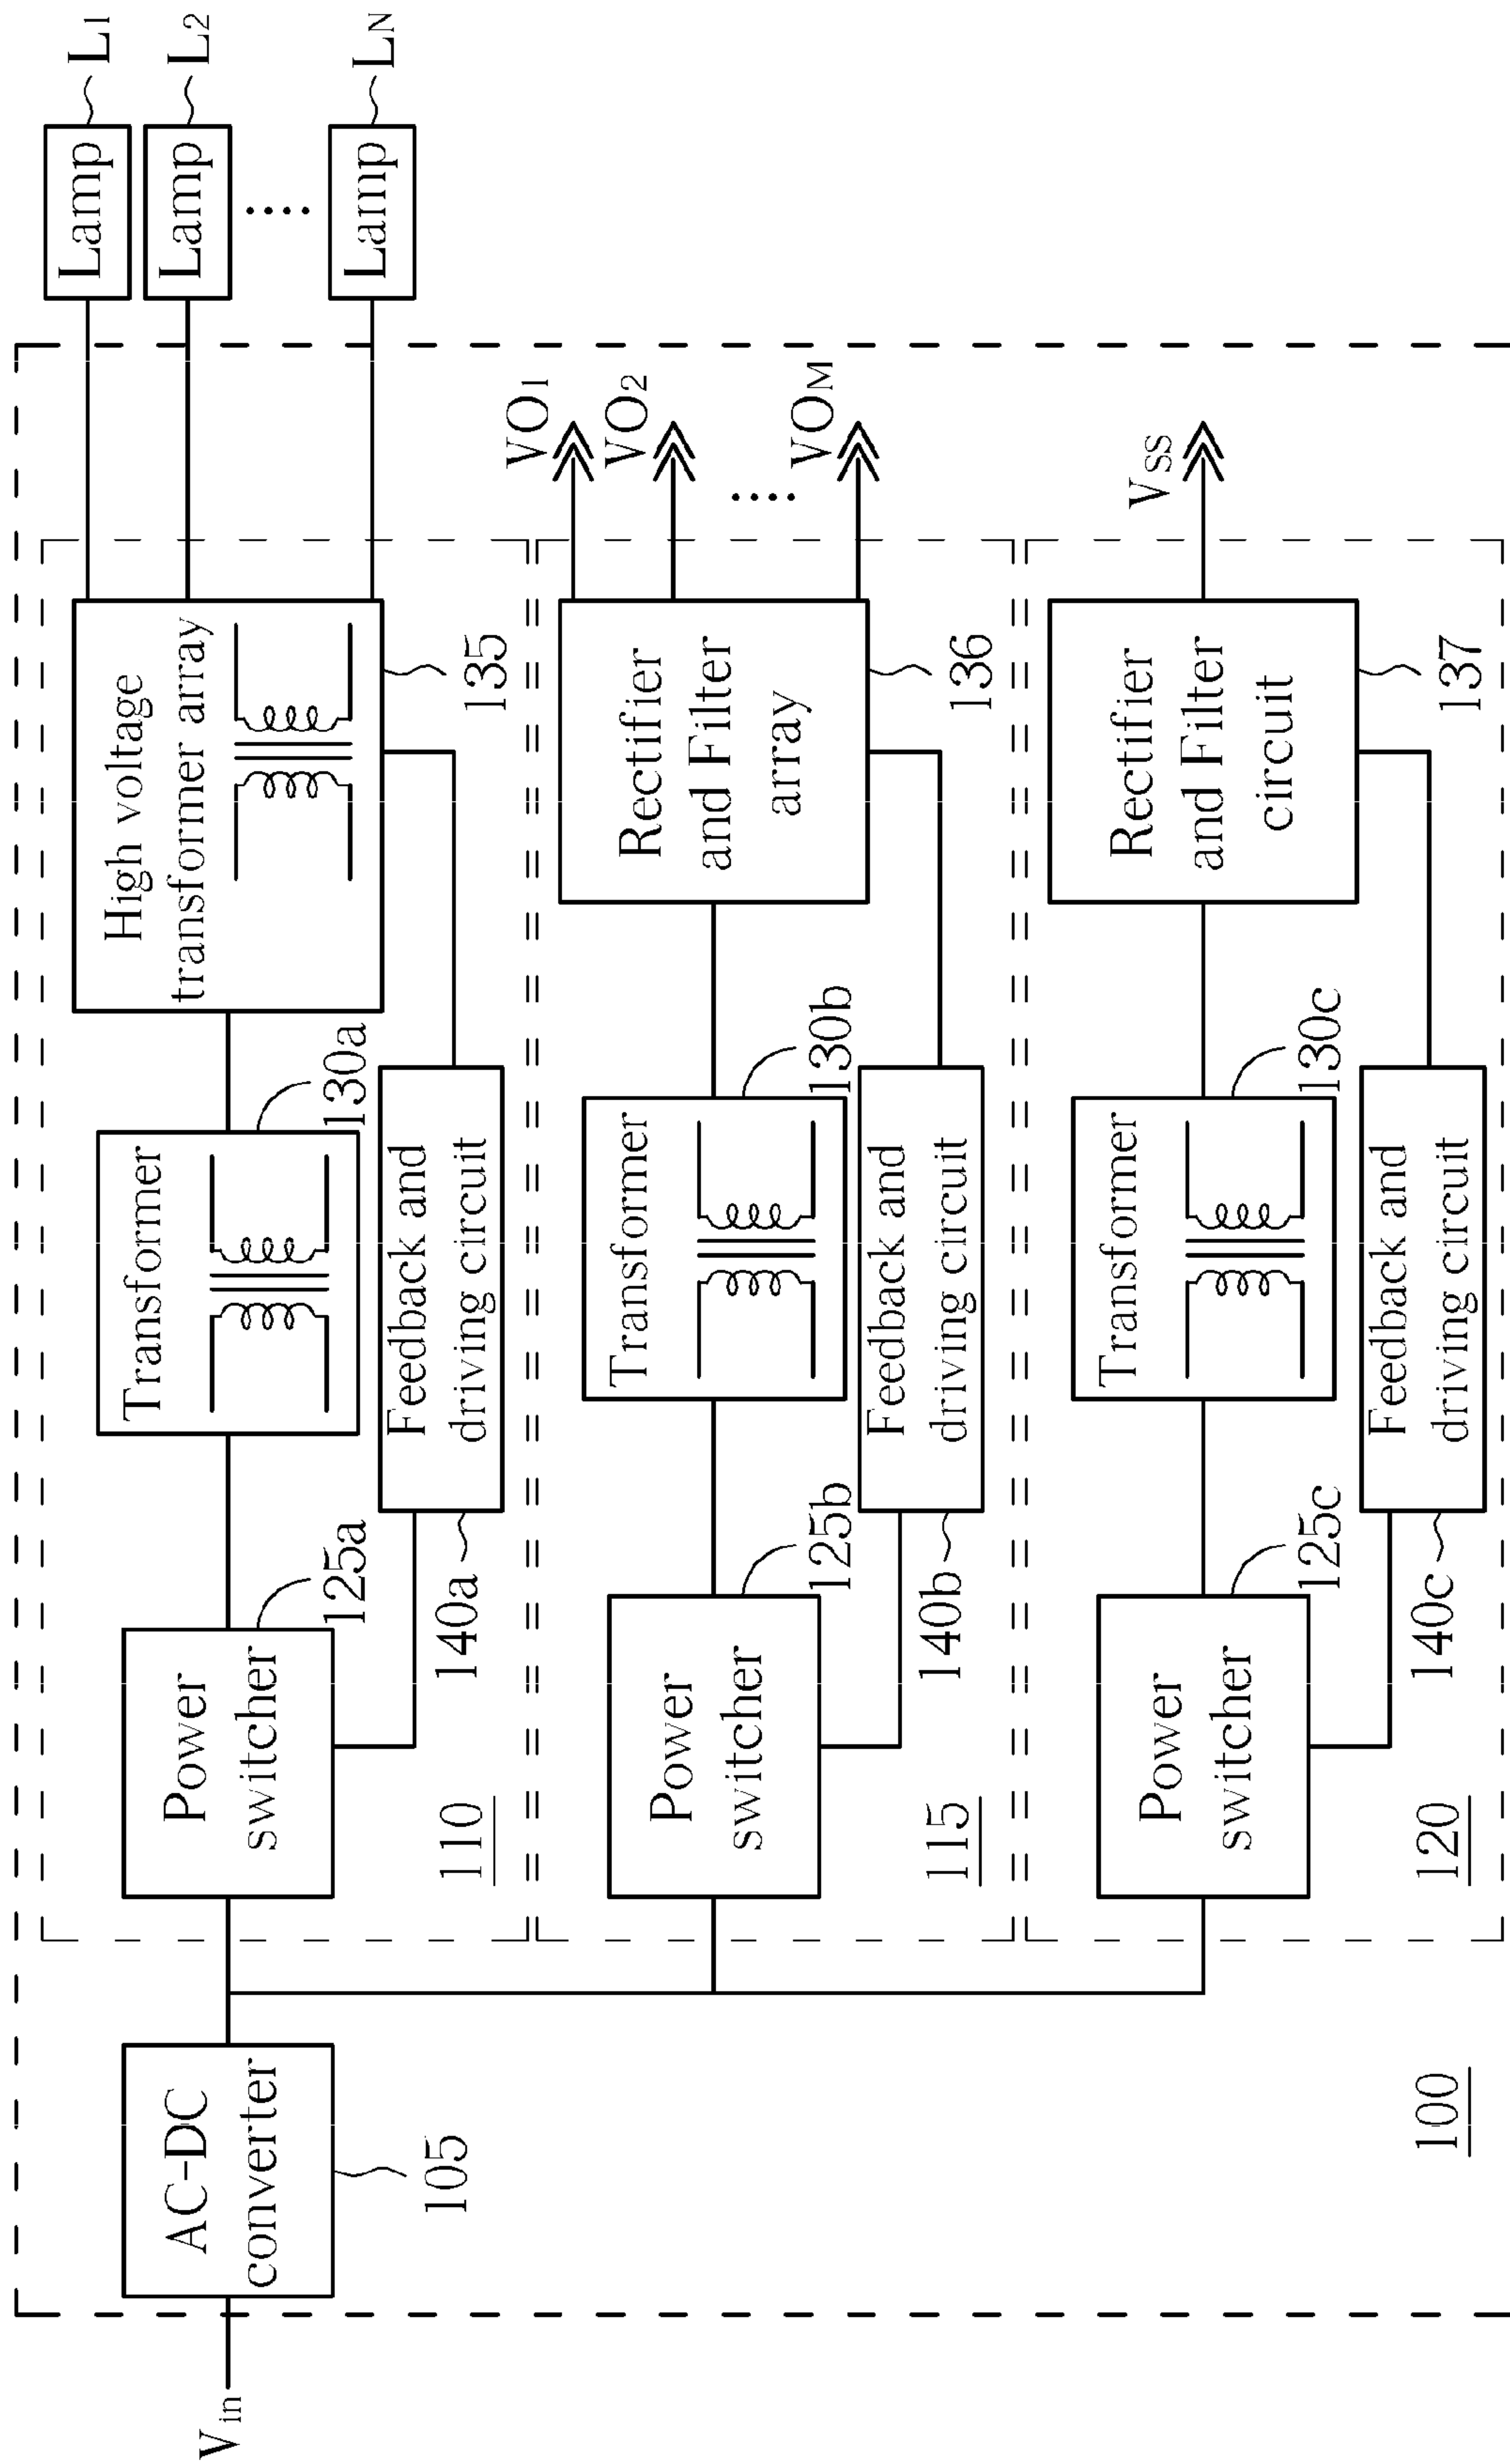 Vin
AC-DC
converter
105
100
Power
switcher
125a
Transformer
130a
High voltage
transformer array
135
Feedback and
driving circuit
140a
110
Lamp
L1
Lamp
L2
....
Lamp
LN
Power
switcher
125b
Transformer
130b
Rectifier
and Filter
array
136
Feedback and
driving circuit
140b
115
VO1
VO2
....
VOM
Power
switcher
125c
Transformer
130c
Rectifier
and Filter
circuit
137
Feedback and
driving circuit
140c
120
VSS